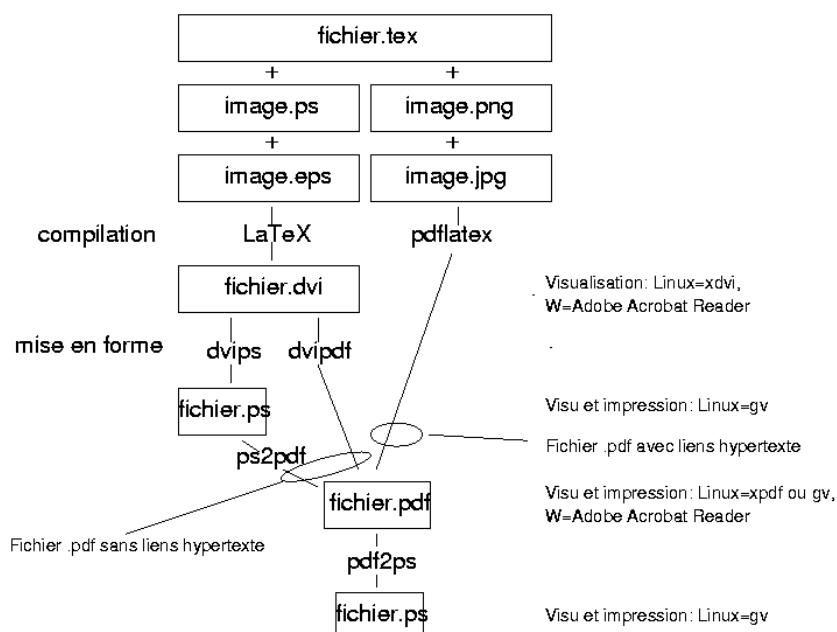 fichier.tex
+ +
image.ps image.png
+ +
image.eps image.jpg
compilation LaTeX pdflatex
fichier.dvi
Visualisation: Linux=xdvi,
W=Adobe Acrobat Reader
mise en forme dvips dvipdf
fichier.ps
Visu et impression: Linux=gv
Fichier .pdf avec liens hypertexte
ps2pdf
fichier.pdf
Visu et impression: Linux=xpdf ou gv,
W=Adobe Acrobat Reader
Fichier .pdf sans liens hypertexte
pdf2ps
fichier.ps
Visu et impression: Linux=gv